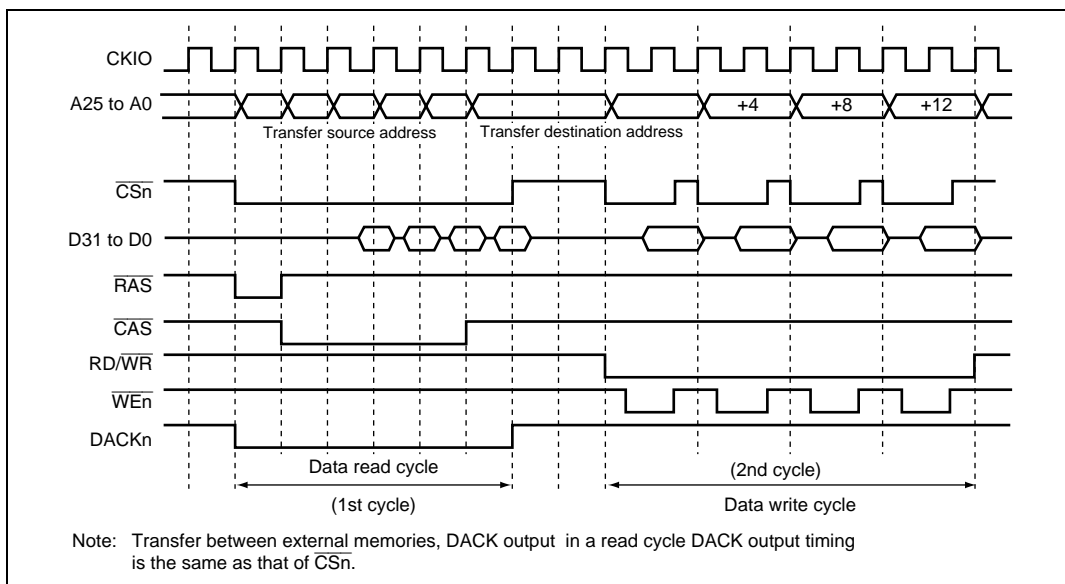 CKIO
A25 to A0
+4 +8 +12
Transfer source address Transfer destination address
CSn
D31 to D0
RAS
CAS
RD/WR
WEn
DACKn
Data read cycle (2nd cycle)
(1st cycle) Data write cycle
Note: Transfer between external memories, DACK output in a read cycle DACK output timing
is the same as that of CSn.